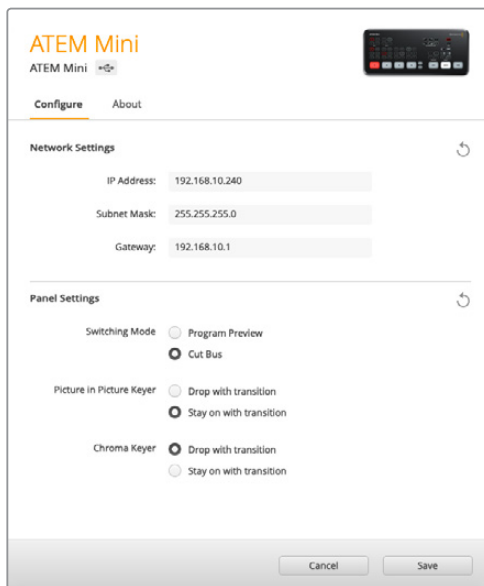 ATEM Mini
ATEM Mini
Configure About
Network Settings
IP Address: 192.168.10.240
Subnet Mask: 255.255.255.0
Gateway: 192.168.10.1
Panel Settings
Switching Mode Program Preview
Cut Bus
Picture in Picture Keyer Drop with transition
Stay on with transition
Chroma Keyer Drop with transition
Stay on with transition
Cancel Save